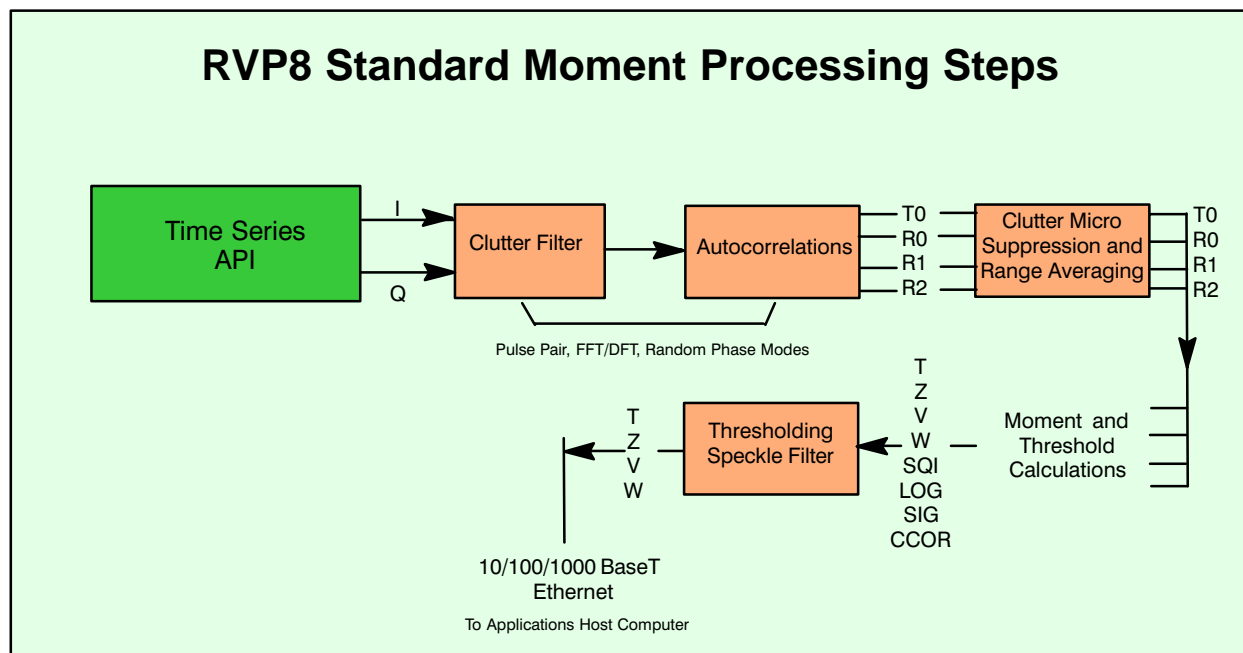 RVP8 Standard Moment Processing Steps
Time Series
API
I
Q
Clutter Filter
Autocorrelations
T0
R0
R1
R2
Clutter Micro
Suppression and
Range Averaging
T0
R0
R1
R2
Pulse Pair, FFT/DFT, Random Phase Modes
Moment and
Threshold
Calculations
T
Z
V
W
SQI
LOG
SIG
CCOR
Thresholding
Speckle Filter
T
Z
V
W
10/100/1000 BaseT
Ethernet
To Applications Host Computer